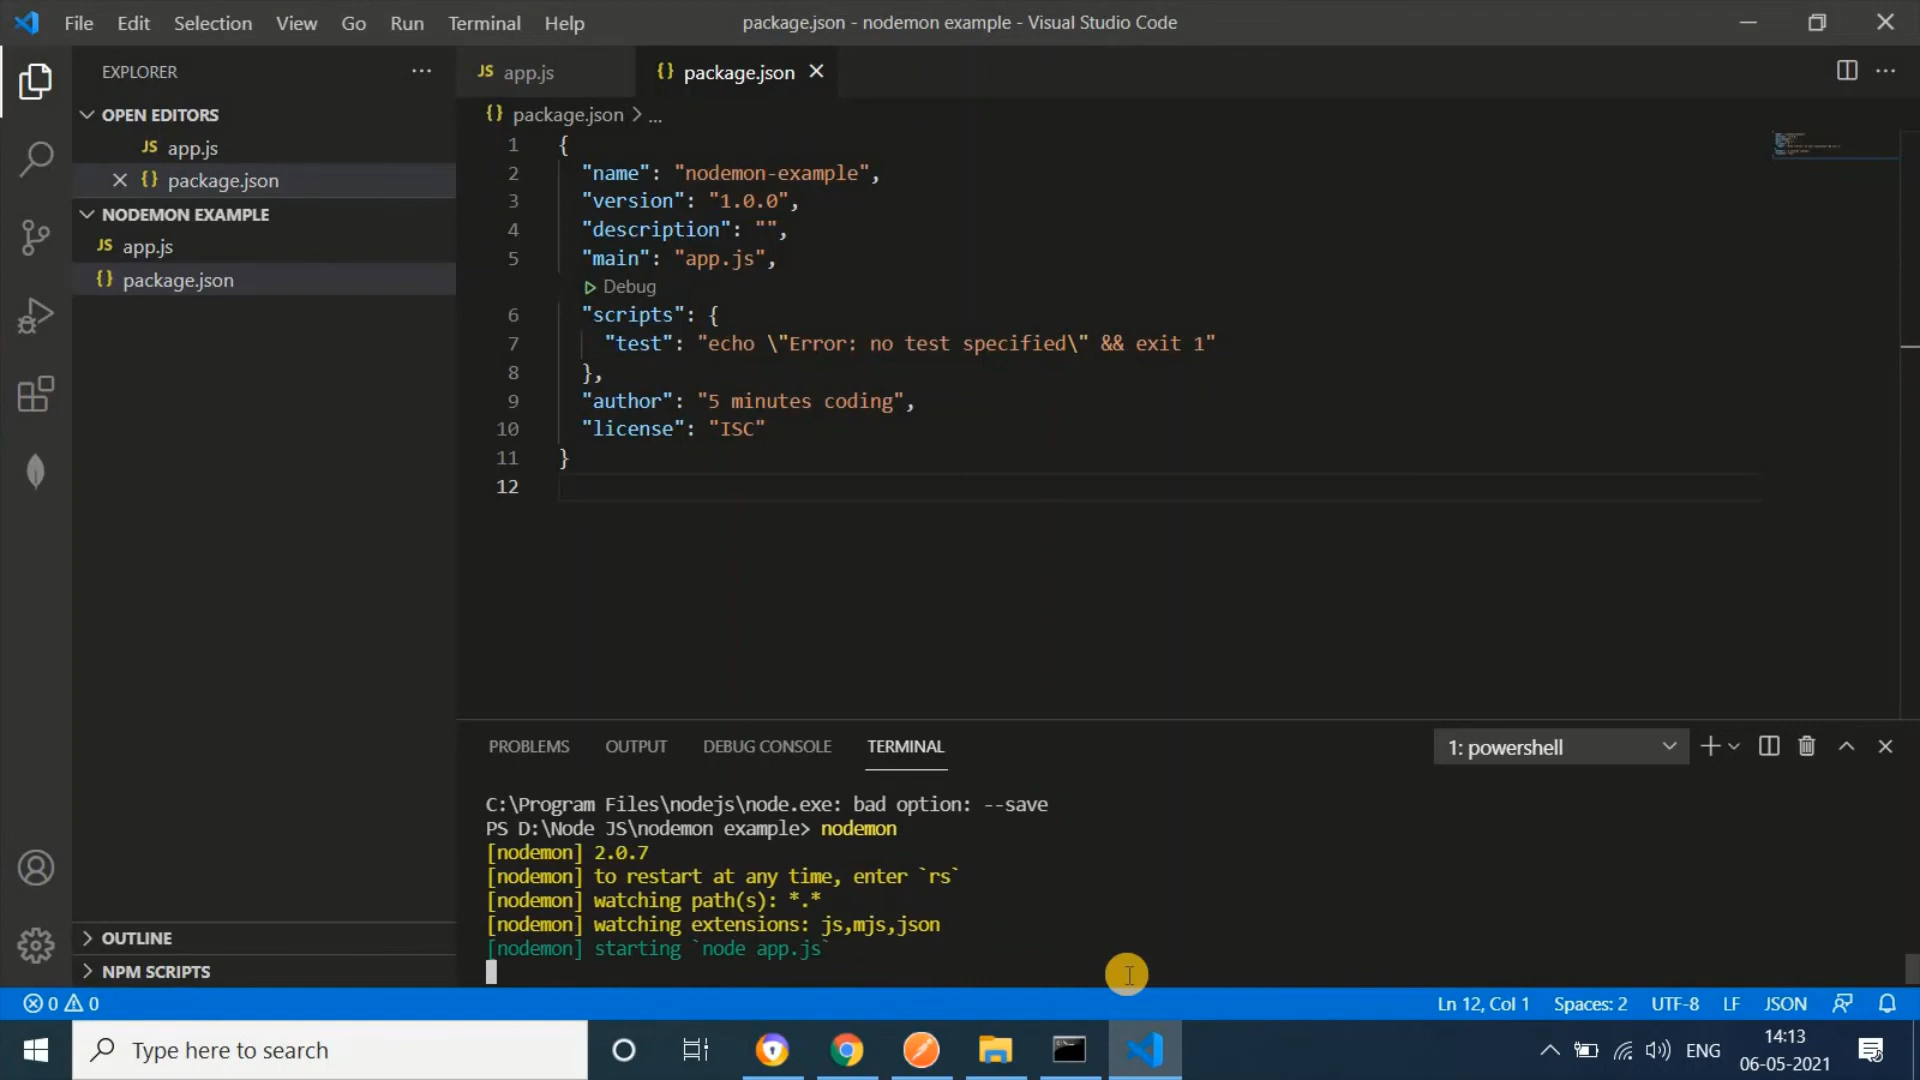 File Edit Selection View Go Run Terminal Help
package.json - nodemon example - Visual Studio Code
EXPLORER
OPEN EDITORS
JS app.js
{} package.json
NODEMON EXAMPLE
JS app.js
{} package.json
OUTLINE
NPM SCRIPTS
JS app.js
{} package.json
{} package.json > ...
1 {
2 "name": "nodemon-example",
3 "version": "1.0.0",
4 "description": "",
5 "main": "app.js",
Debug
6 "scripts": {
7 "test": "echo \"Error: no test specified\" && exit 1"
8 },
9 "author": "5 minutes coding",
10 "license": "ISC"
11 }
12
PROBLEMS OUTPUT DEBUG CONSOLE TERMINAL
1: powershell
C:\Program Files\nodejs\node.exe: bad option: --save
PS D:\Node JS\nodemon example> nodemon
[nodemon] 2.0.7
[nodemon] to restart at any time, enter `rs`
[nodemon] watching path(s): *.*
[nodemon] watching extensions: js,mjs,json
[nodemon] starting `node app.js`
0 0
Ln 12, Col 1 Spaces: 2 UTF-8 LF JSON
Type here to search
ENG
14:13
06-05-2021